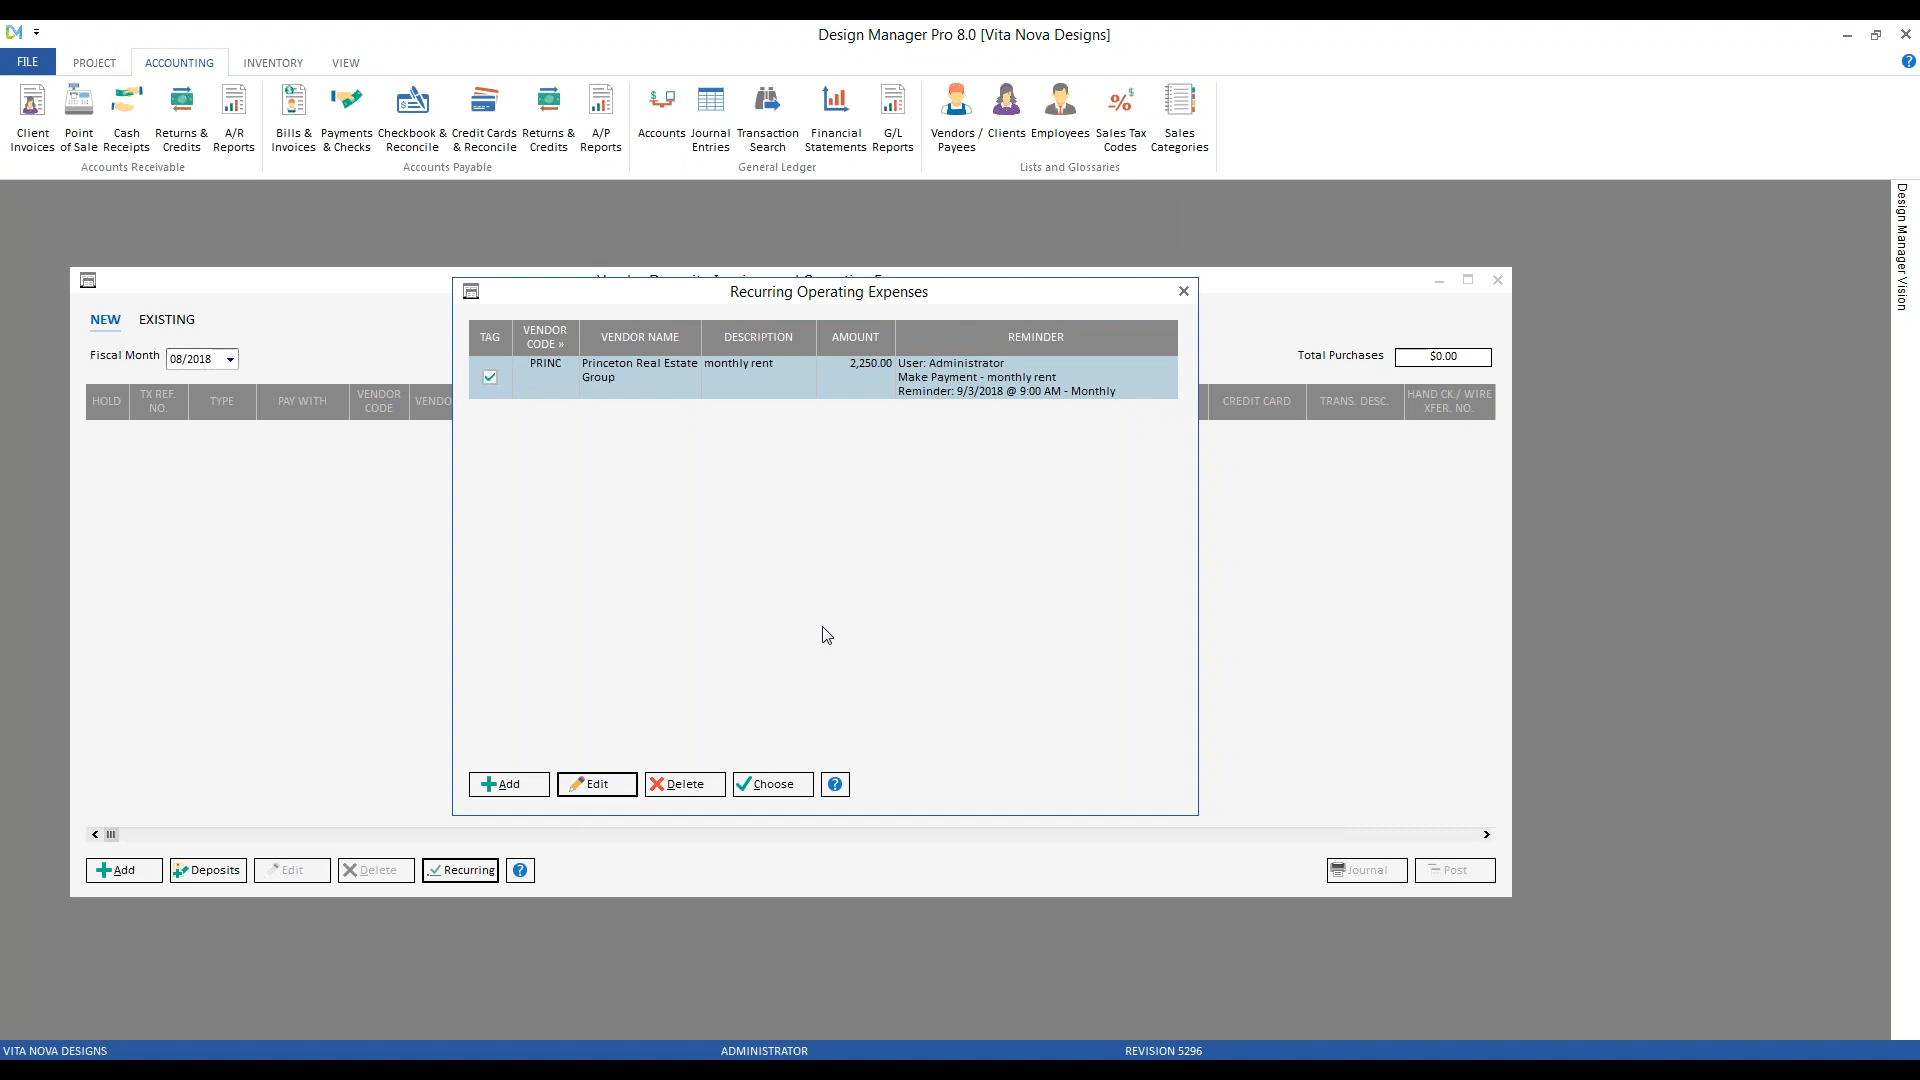 Design Manager Pro 8.0 [Vita Nova Designs]
FILE PROJECT ACCOUNTING INVENTORY VIEW
Client Invoices
Point of Sale
Cash Receipts
Returns & Credits
A/R Reports
Accounts Receivable
Bills & Invoices
Payments & Checks
Checkbook & Reconcile
Credit Cards & Reconcile
Returns & Credits
A/P Reports
Accounts Payable
Accounts
Journal Entries
Transaction Search
Financial Statements
G/L Reports
General Ledger
Vendors / Payees
Clients
Employees
Sales Tax Codes
Sales Categories
Lists and Glossaries
Design Manager Vision
NEW EXISTING
Fiscal Month 08/2018
Total Purchases $0.00
HOLD
TX REF. NO.
TYPE
PAY WITH
VENDOR CODE
CREDIT CARD
TRANS. DESC.
HAND CK./ WIRE XFER. NO.
Recurring Operating Expenses
TAG
VENDOR CODE »
VENDOR NAME
DESCRIPTION
AMOUNT
REMINDER
PRINC
Princeton Real Estate
Group
monthly rent
2,250.00
User: Administrator
Make Payment - monthly rent
Reminder: 9/3/2018 @ 9:00 AM - Monthly
Add Edit Delete Choose ?
Add Deposits Edit Delete Recurring ? Journal Post
VITA NOVA DESIGNS ADMINISTRATOR REVISION 5296